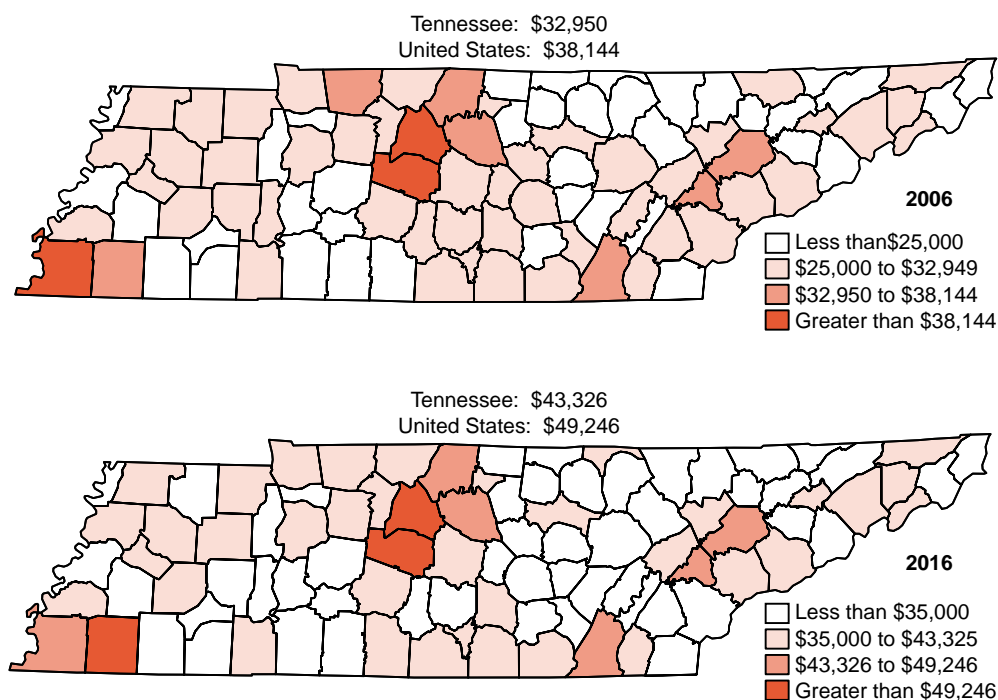 Tennessee: $32,950
United States: $38,144
2006
Less than$25,000
$25,000 to $32,949
$32,950 to $38,144
Greater than $38,144
Tennessee: $43,326
United States: $49,246
2016
Less than $35,000
$35,000 to $43,325
$43,326 to $49,246
Greater than $49,246